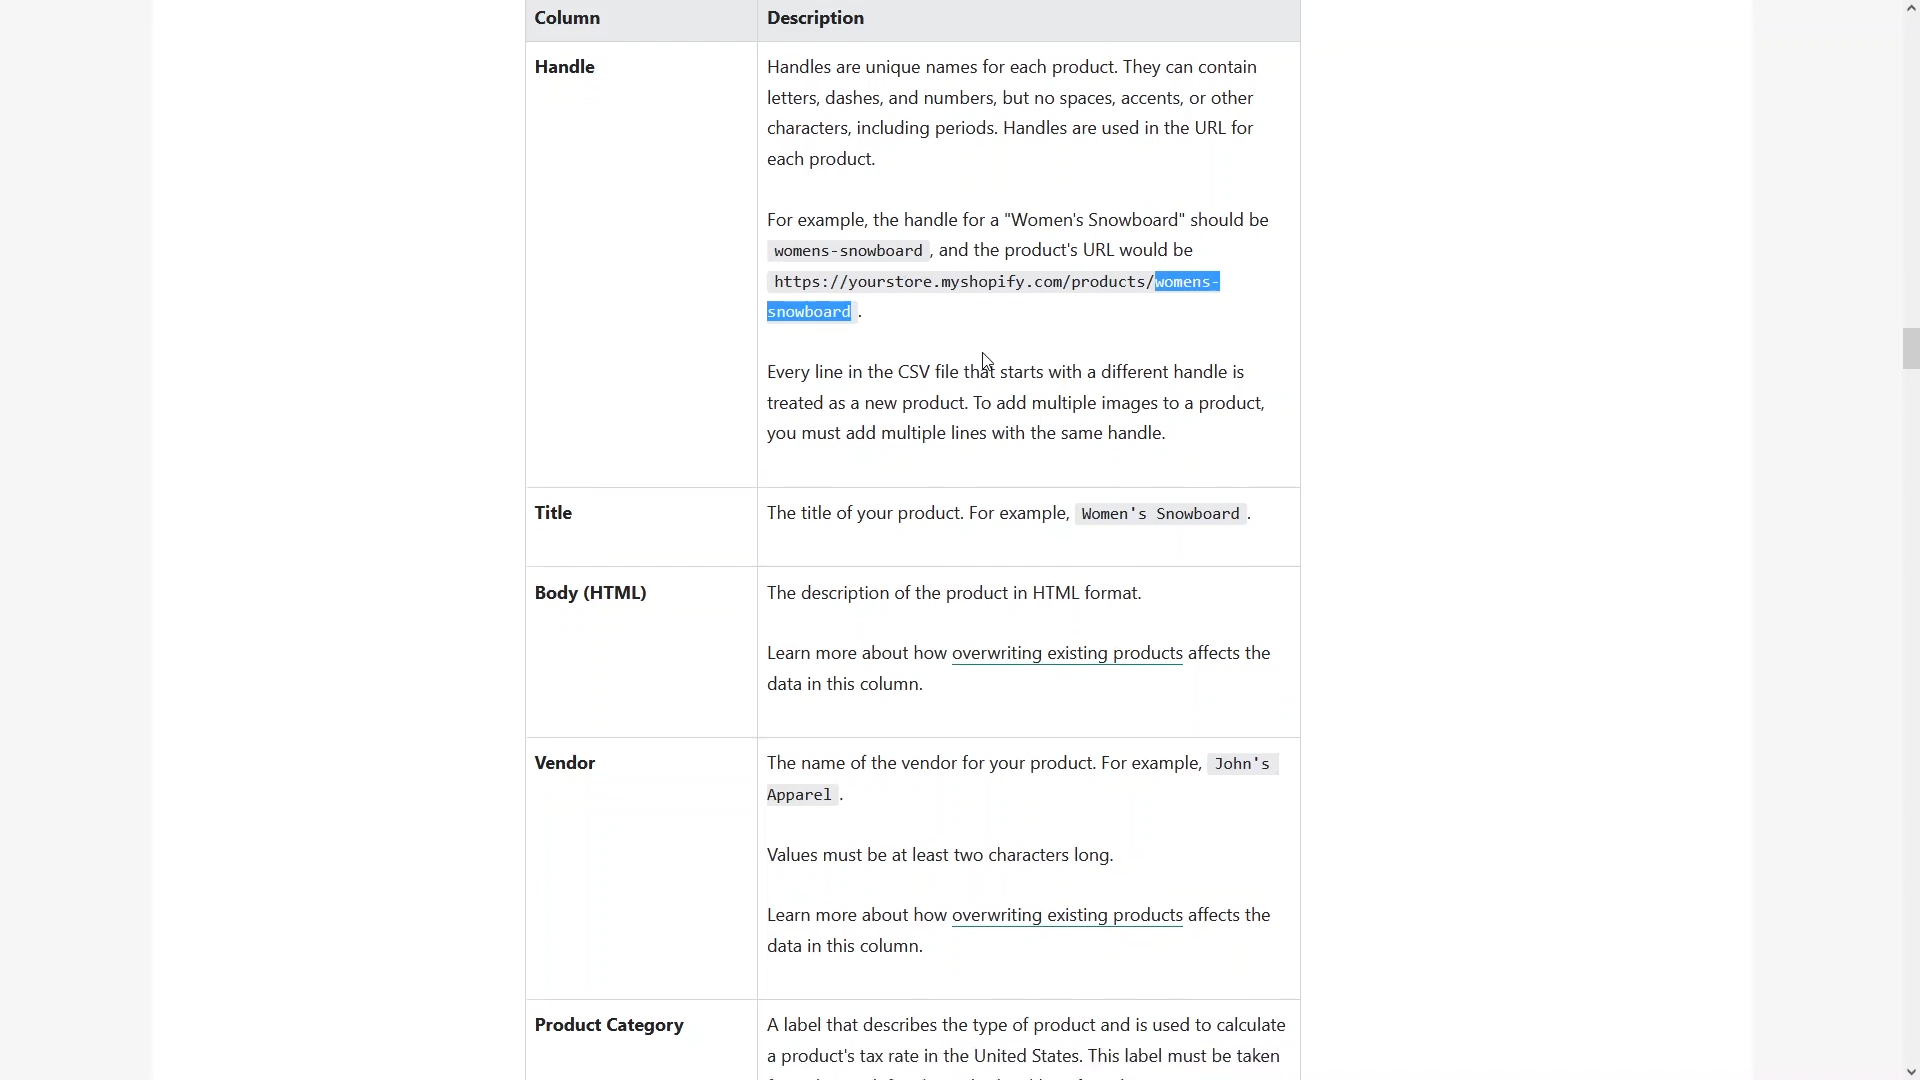 Column Description
Handle Handles are unique names for each product. They can contain
letters, dashes, and numbers, but no spaces, accents, or other
characters, including periods. Handles are used in the URL for
each product.
For example, the handle for a "Women's Snowboard" should be
womens-snowboard , and the product's URL would be
https://yourstore.myshopify.com/products/womens-
snowboard .
Every line in the CSV file that starts with a different handle is
treated as a new product. To add multiple images to a product,
you must add multiple lines with the same handle.
Title The title of your product. For example, Women's Snowboard .
Body (HTML) The description of the product in HTML format.
Learn more about how overwriting existing products affects the
data in this column.
Vendor The name of the vendor for your product. For example, John's
Apparel .
Values must be at least two characters long.
Learn more about how overwriting existing products affects the
data in this column.
Product Category A label that describes the type of product and is used to calculate
a product's tax rate in the United States. This label must be taken